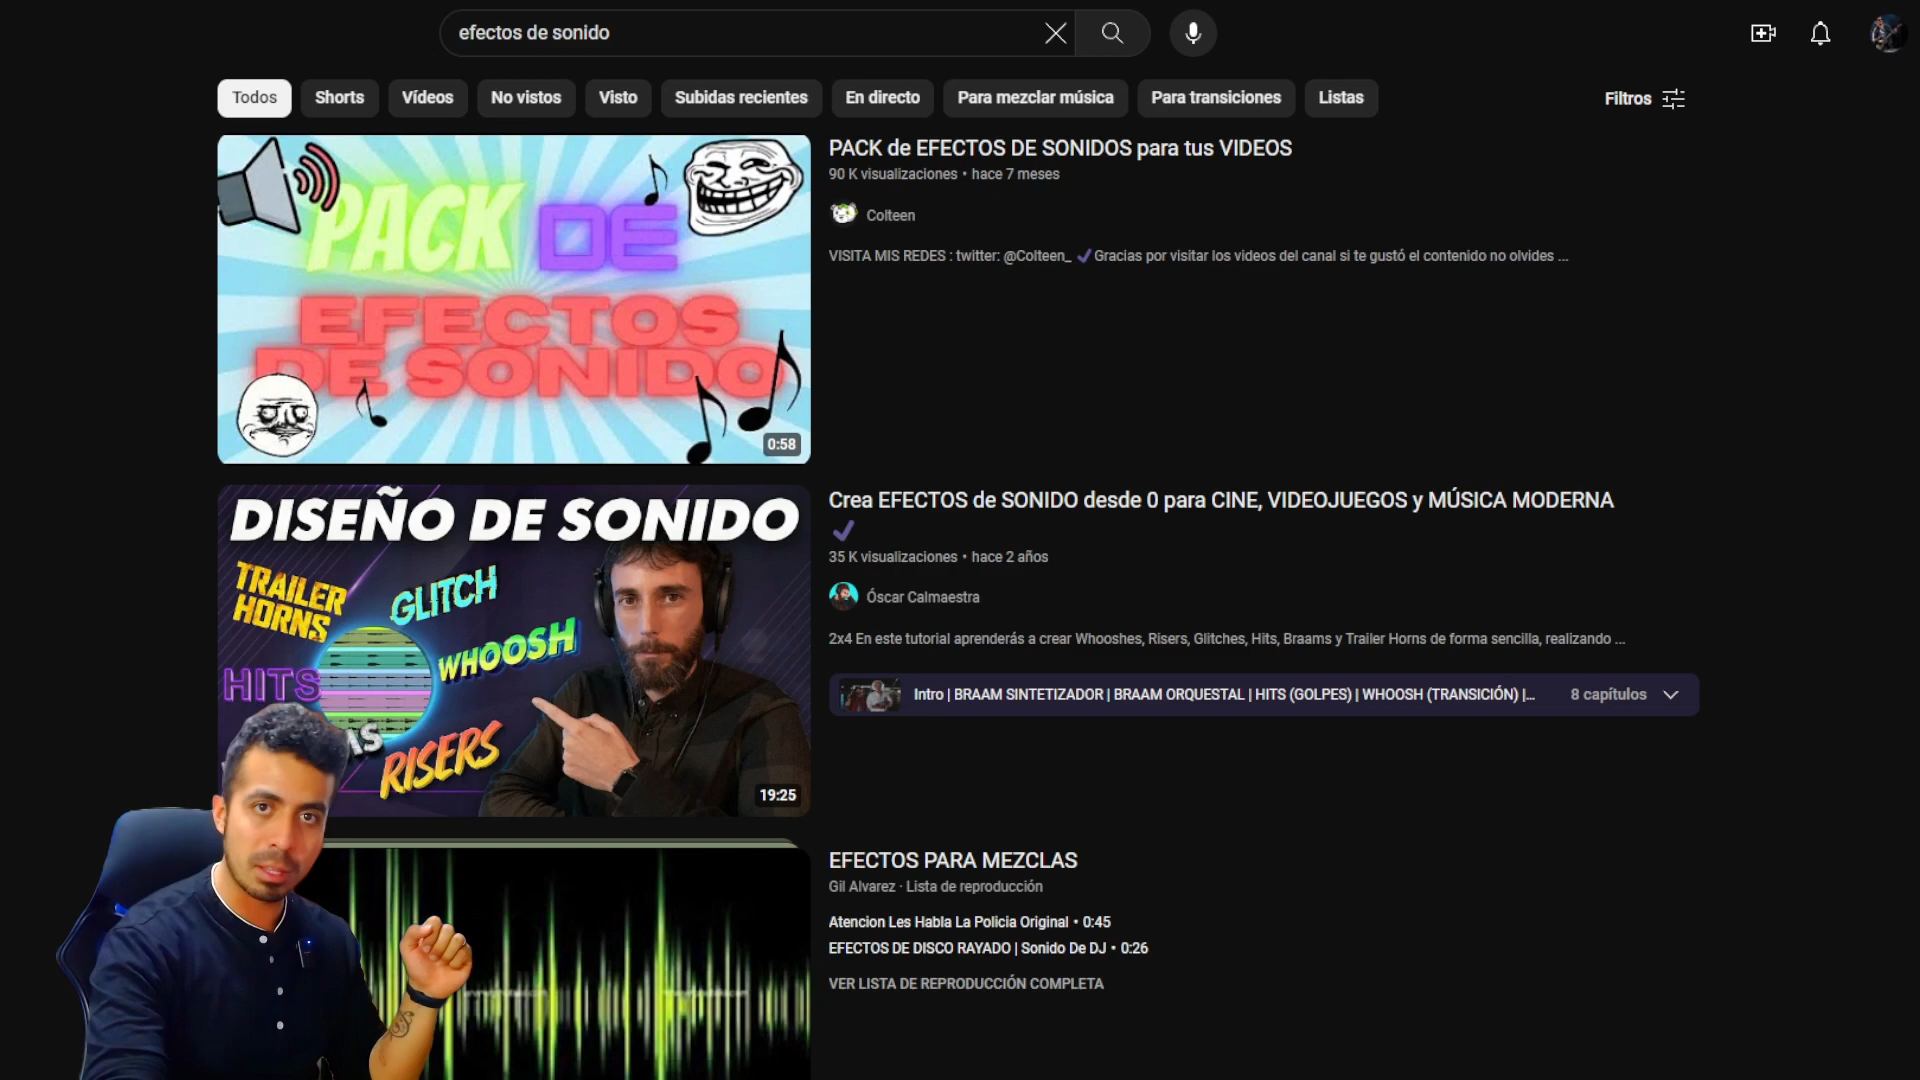 efectos de sonido
Todos
Shorts
Vídeos
No vistos
Visto
Subidas recientes
En directo
Para mezclar música
Para transiciones
Listas
Filtros
PACK DE
EFECTOS
DE SONIDO
0:58
PACK de EFECTOS DE SONIDOS para tus VIDEOS
90 K visualizaciones • hace 7 meses
Colteen
VISITA MIS REDES : twitter: @Colteen_ ✔Gracias por visitar los videos del canal si te gustó el contenido no olvides ...
DISEÑO DE SONIDO
TRAILER
HORNS
GLITCH
WHOOSH
HITS
RISERS
19:25
Crea EFECTOS de SONIDO desde 0 para CINE, VIDEOJUEGOS y MÚSICA MODERNA
✔
35 K visualizaciones • hace 2 años
Óscar Calmaestra
2x4 En este tutorial aprenderás a crear Whooshes, Risers, Glitches, Hits, Braams y Trailer Horns de forma sencilla, realizando ...
Intro | BRAAM SINTETIZADOR | BRAAM ORQUESTAL | HITS (GOLPES) | WHOOSH (TRANSICIÓN) |...
8 capítulos
EFECTOS PARA MEZCLAS
Gil Alvarez · Lista de reproducción
Atencion Les Habla La Policia Original • 0:45
EFECTOS DE DISCO RAYADO | Sonido De DJ • 0:26
VER LISTA DE REPRODUCCIÓN COMPLETA